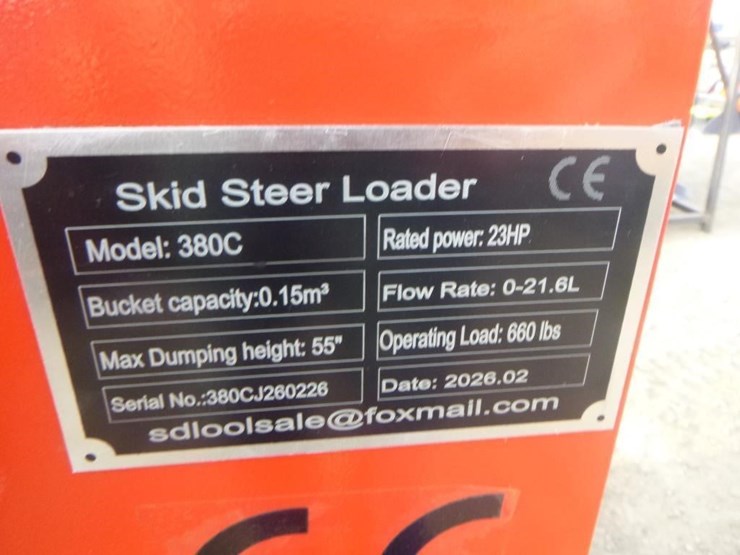 Skid Steer Loader CE
Model: 380C
Rated power: 23HP
Bucket capacity:0.15m³
Flow Rate: 0-21.6L
Max Dumping height: 55"
Operating Load: 660 lbs
Serial No.:380CJ260226
Date: 2026.02
sdloolsale@foxmail.com
CE